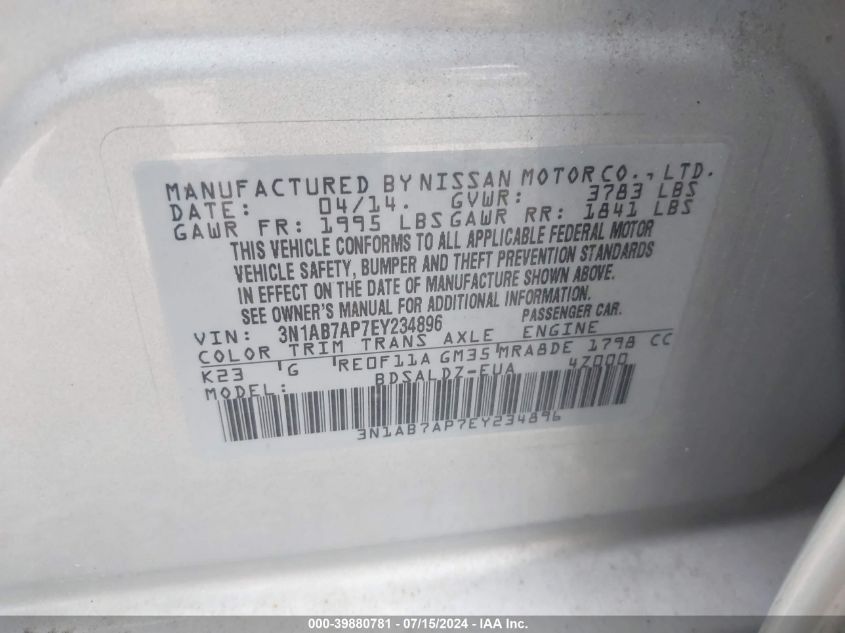 MANUFACTURED BY NISSAN MOTOR CO., LTD.
DATE: 04/14. GVWR: 3783 LBS
GAWR FR: 1995 LBS GAWR RR: 1841 LBS
THIS VEHICLE CONFORMS TO ALL APPLICABLE FEDERAL MOTOR
VEHICLE SAFETY, BUMPER AND THEFT PREVENTION STANDARDS
IN EFFECT ON THE DATE OF MANUFACTURE SHOWN ABOVE.
SEE OWNER'S MANUAL FOR ADDITIONAL INFORMATION.
VIN: 3N1AB7AP7EY234896 PASSENGER CAR.
COLOR TRIM TRANS AXLE ENGINE
K23 G RE0F11A GM35 MRA8DE 1798 CC
MODEL: BDSALDZ-EUA 4Z000
3N1AB7AP7EY234896
000-39880781 - 07/15/2024 - IAA Inc.